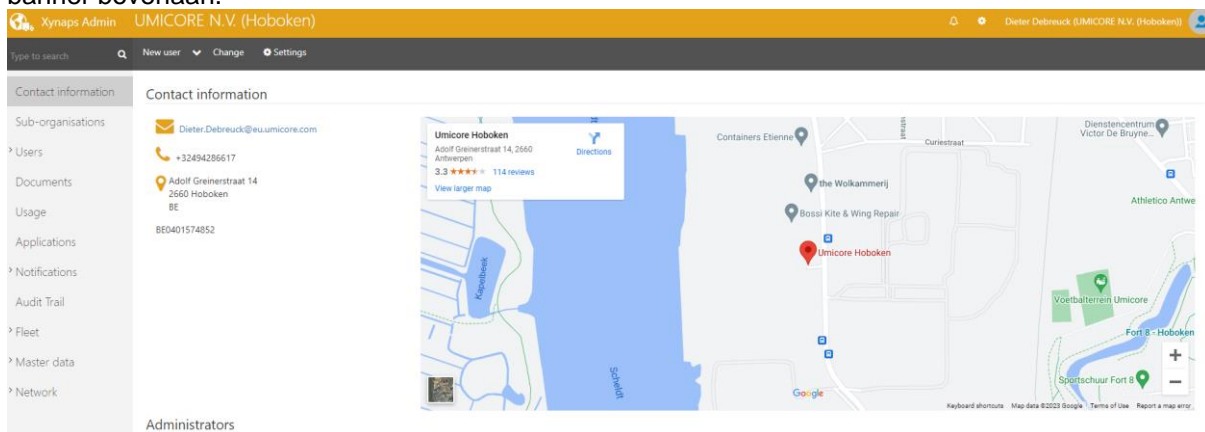 banner bovenaan.
Xynaps Admin
UMICORE N.V. (Hoboken)
Dieter Debreuck (UMICORE N.V. (Hoboken))
Type to search
New user
Change
Settings
Contact information
Sub-organisations
Users
Documents
Usage
Applications
Notifications
Audit Trail
Fleet
Master data
Network
Contact information
Dieter.Debreuck@eu.umicore.com
+32494286617
Adolf Greinerstraat 14
2660 Hoboken
BE
BE0401574852
Umicore Hoboken
Adolf Greinerstraat 14, 2660
Antwerpen
3.3 114 reviews
View larger map
Directions
Containers Etienne
Curiestraat
Dienstencentrum
Victor De Bruyne...
the Wolkammerij
Athletico Antwe
Bossi Kite & Wing Repair
Umicore Hoboken
Kapelbeek
Voetbalterrein Umicore
Fort 8 - Hoboken
Scheldt
Sportschuur Fort 8
Google
Keyboard shortcuts Map data ©2023 Google Terms of Use Report a map error
Administrators